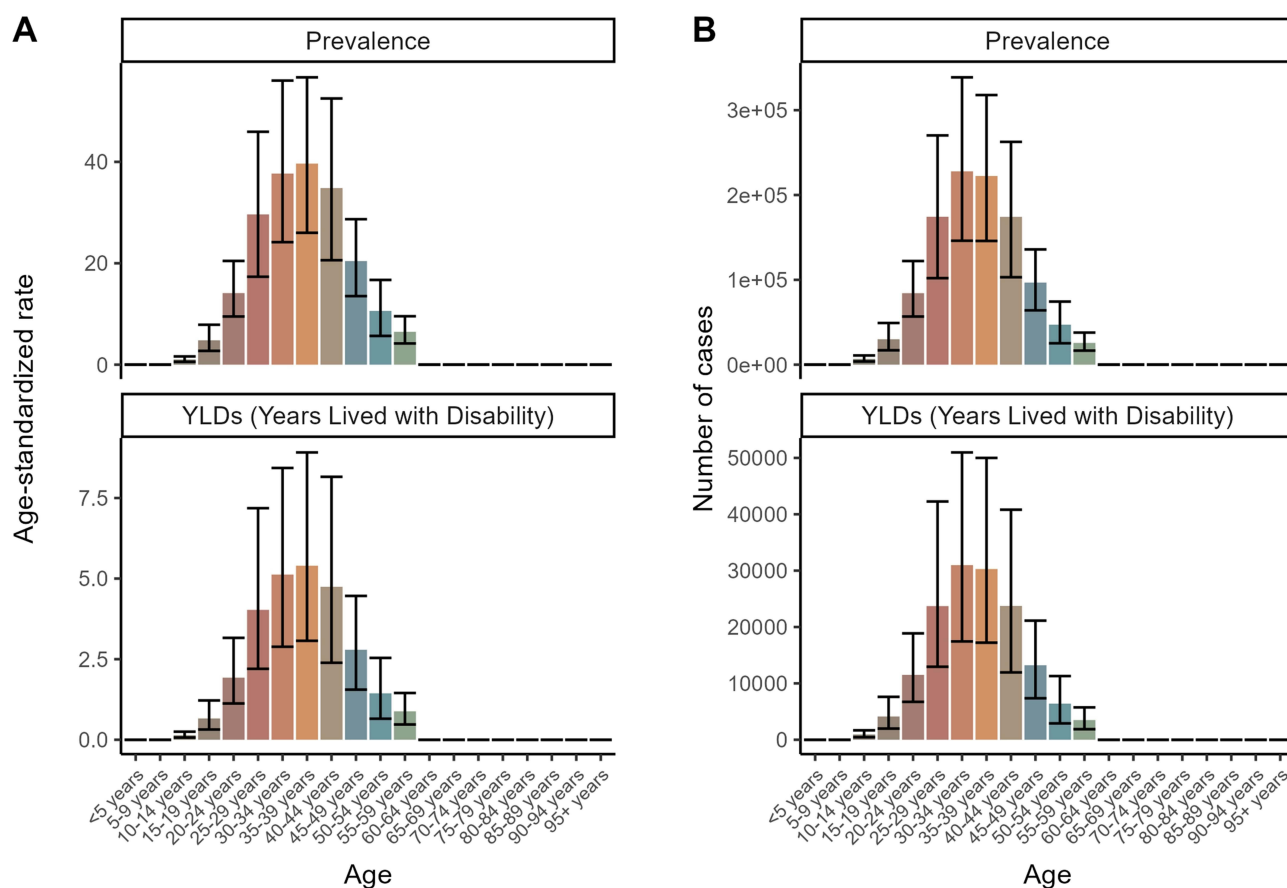 A
Prevalence
Age-standardized rate
40
20
0
YLDs (Years Lived with Disability)
7.5
5.0
2.5
0.0
<5 years
5-9 years
10-14 years
15-19 years
20-24 years
25-29 years
30-34 years
35-39 years
40-44 years
45-49 years
50-54 years
55-59 years
60-64 years
65-69 years
70-74 years
75-79 years
80-84 years
85-89 years
90-94 years
95+ years
Age
B
Prevalence
Number of cases
3e+05
2e+05
1e+05
0e+00
YLDs (Years Lived with Disability)
50000
40000
30000
20000
10000
0
<5 years
5-9 years
10-14 years
15-19 years
20-24 years
25-29 years
30-34 years
35-39 years
40-44 years
45-49 years
50-54 years
55-59 years
60-64 years
65-69 years
70-74 years
75-79 years
80-84 years
85-89 years
90-94 years
95+ years
Age